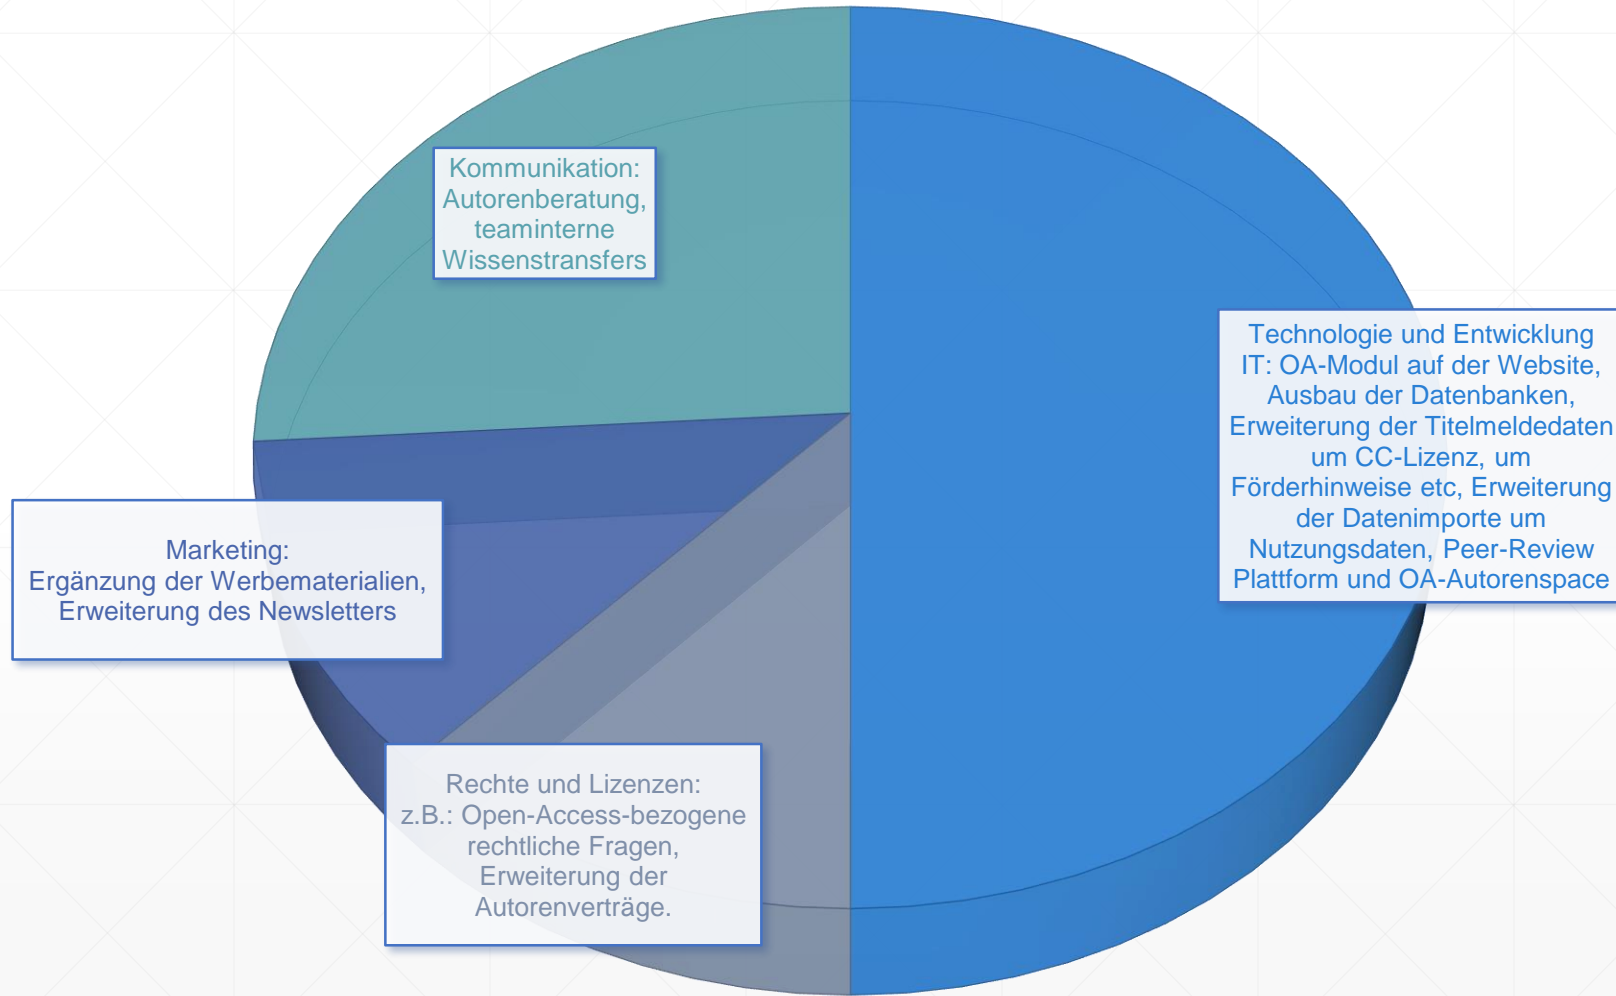 Kommunikation:
Autorenberatung,
teaminterne
Wissenstransfers
Technologie und Entwicklung
IT: OA-Modul auf der Website,
Ausbau der Datenbanken,
Erweiterung der Titelmeldedaten
um CC-Lizenz, um
Förderhinweise etc, Erweiterung
der Datenimporte um
Nutzungsdaten, Peer-Review
Plattform und OA-Autorenspace
Marketing:
Ergänzung der Werbematerialien,
Erweiterung des Newsletters
Rechte und Lizenzen:
z.B.: Open-Access-bezogene
rechtliche Fragen,
Erweiterung der
Autorenverträge.